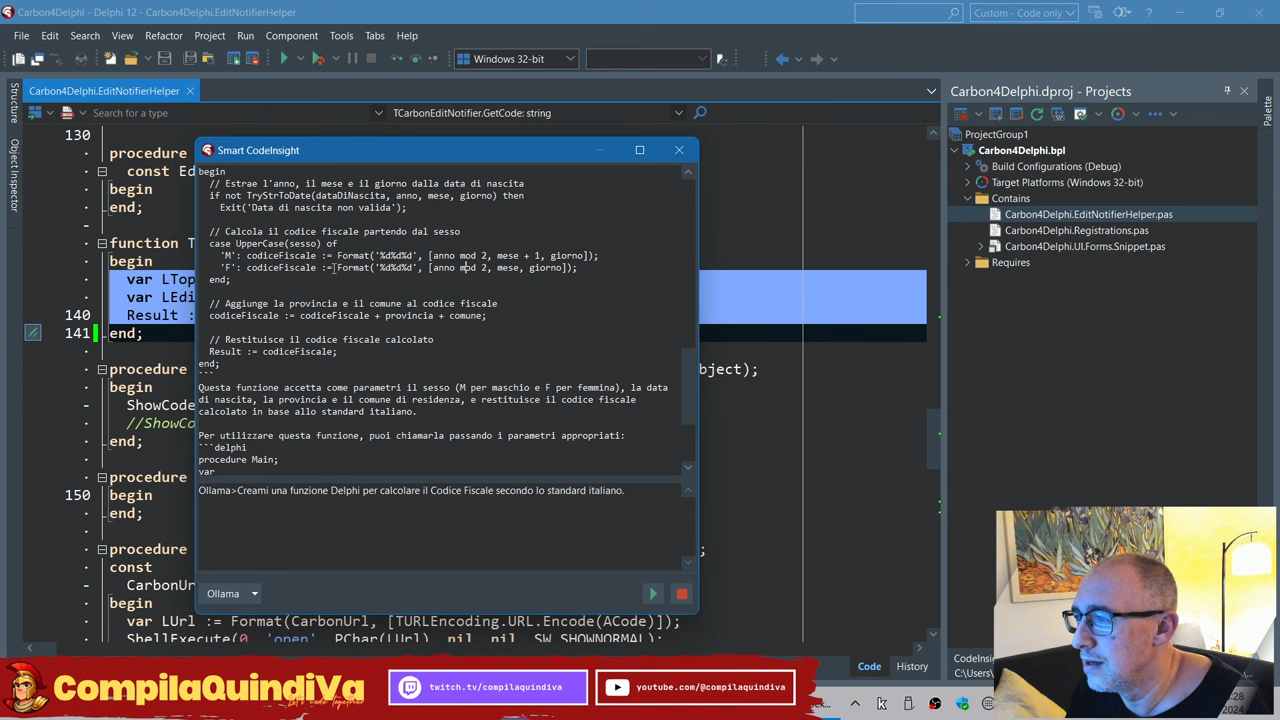 Carbon4Delphi - Delphi 12 - Carbon4Delphi.EditNotifierHelper
Custom - Code only
File Edit Search View Refactor Project Run Component Tools Tabs Help
Windows 32-bit
Carbon4Delphi.EditNotifierHelper
Search for a type
TCarbonEditNotifier.GetCode: string
Structure
Object Inspector
130
procedure
const Ed
begin
end;
function T
begin
var LTop
var LEdi
140
Result :
141
end;
procedure
bject);
begin
ShowCode
//ShowCo
end;
procedure
150
begin
end;
procedure
;
const
CarbonUr
begin
var LUrl := Format(CarbonUrl, [TURLEncoding.URL.Encode(ACode)]);
ShellExecute(0, 'open', PChar(LUrl), nil, nil, SW_SHOWNORMAL);
Code
History
Smart CodeInsight
begin
// Estrae l'anno, il mese e il giorno dalla data di nascita
if not TryStrToDate(dataDiNascita, anno, mese, giorno) then
Exit('Data di nascita non valida');
// Calcola il codice fiscale partendo dal sesso
case UpperCase(sesso) of
'M': codiceFiscale := Format('%d%d%d', [anno mod 2, mese + 1, giorno]);
'F': codiceFiscale := Format('%d%d%d', [anno mod 2, mese, giorno]);
end;
// Aggiunge la provincia e il comune al codice fiscale
codiceFiscale := codiceFiscale + provincia + comune;
// Restituisce il codice fiscale calcolato
Result := codiceFiscale;
end;
```
Questa funzione accetta come parametri il sesso (M per maschio e F per femmina), la data
di nascita, la provincia e il comune di residenza, e restituisce il codice fiscale
calcolato in base allo standard italiano.
Per utilizzare questa funzione, puoi chiamarla passando i parametri appropriati:
```delphi
procedure Main;
var
Ollama>Creami una funzione Delphi per calcolare il Codice Fiscale secondo lo standard italiano.
Ollama
Carbon4Delphi.dproj - Projects
ProjectGroup1
Carbon4Delphi.bpl
Build Configurations (Debug)
Target Platforms (Windows 32-bit)
Contains
Carbon4Delphi.EditNotifierHelper.pas
Carbon4Delphi.Registrations.pas
Carbon4Delphi.UI.Forms.Snippet.pas
Requires
Palette
CodeIns
C:\Users\
CompilaQuindiVa
Let's code Together
twitch.tv/compilaquindiva
youtube.com/@compilaquindiva